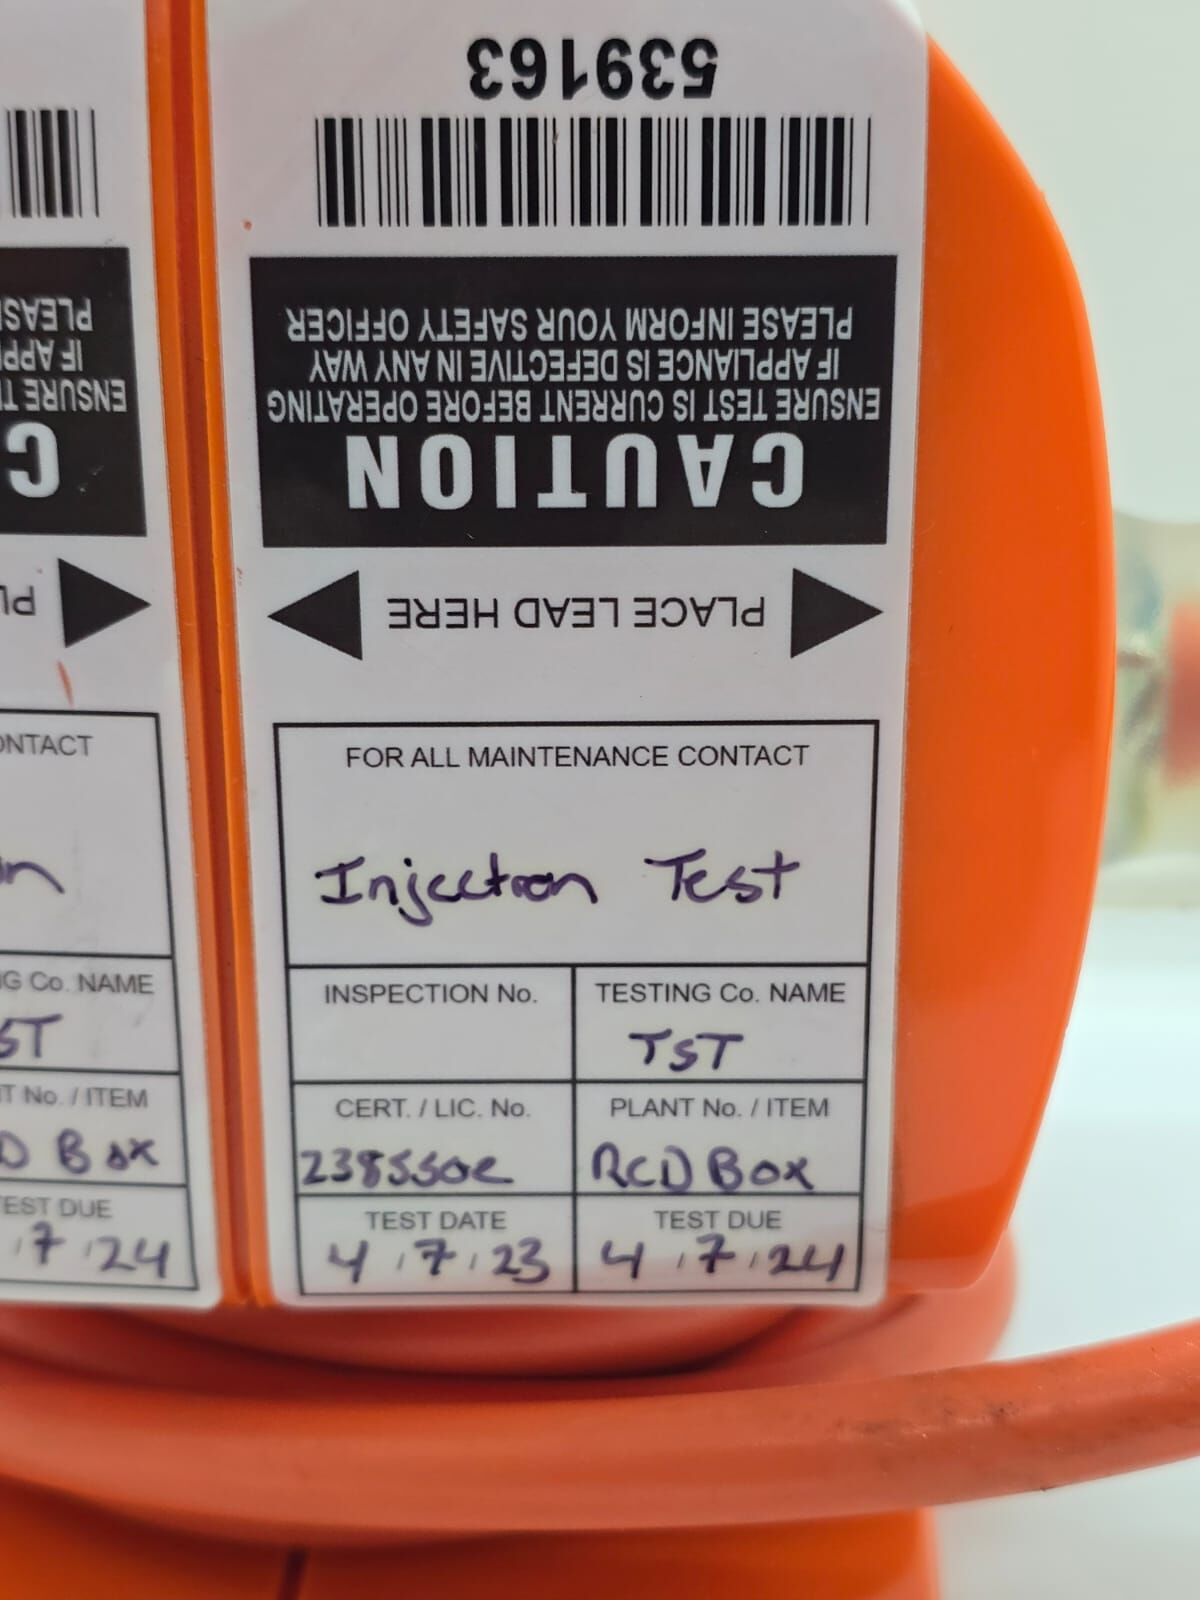 539163
PLEASE INFORM YOUR SAFETY OFFICER
IF APPLIANCE IS DEFECTIVE IN ANY WAY
ENSURE TEST IS CURRENT BEFORE OPERATING
CAUTION
PLACE LEAD HERE
FOR ALL MAINTENANCE CONTACT
Injection Test
INSPECTION No.
TESTING Co. NAME
TST
CERT. / LIC. No.
PLANT No. / ITEM
RCD Box
TEST DATE
TEST DUE
4/7/23
4/7/24
PLEAS
IF APP
ENSURE T
C
PL
ONTACT
on
G Co. NAME
ST
T No. / ITEM
D Box
EST DUE
/7/24